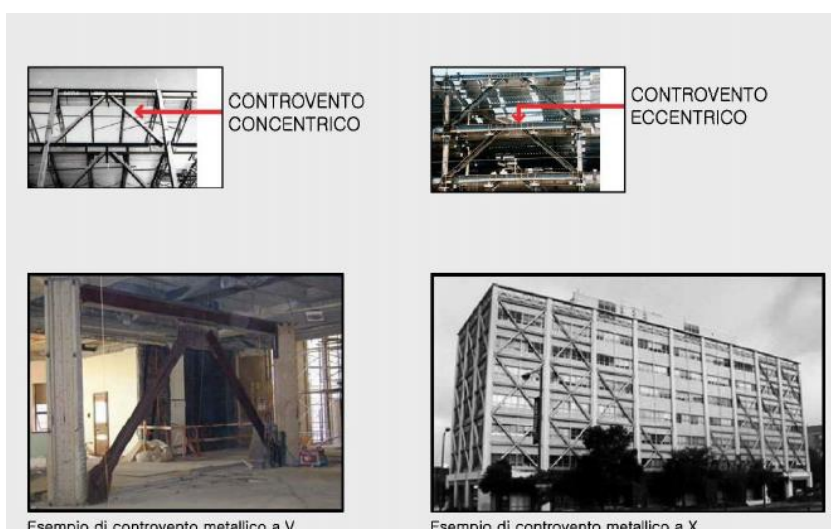 CONTROVENTO
CONCENTRICO
CONTROVENTO
ECCENTRICO
Esempio di controvento metallico a V
Esempio di controvento metallico a X